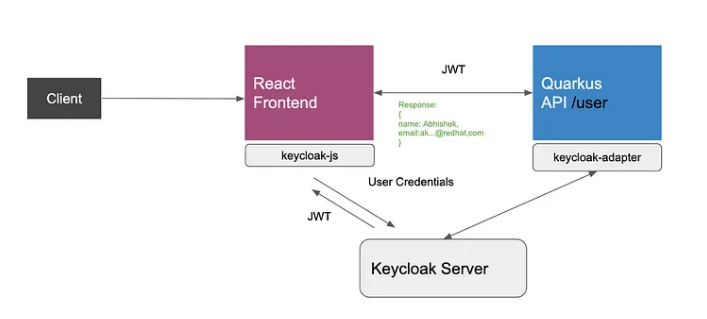 Client
React
Frontend
keycloak-js
JWT
Response:
{
name: Abhishek,
email:ak...@redhat,com
}
Quarkus
API /user
keycloak-adapter
User Credentials
JWT
Keycloak Server